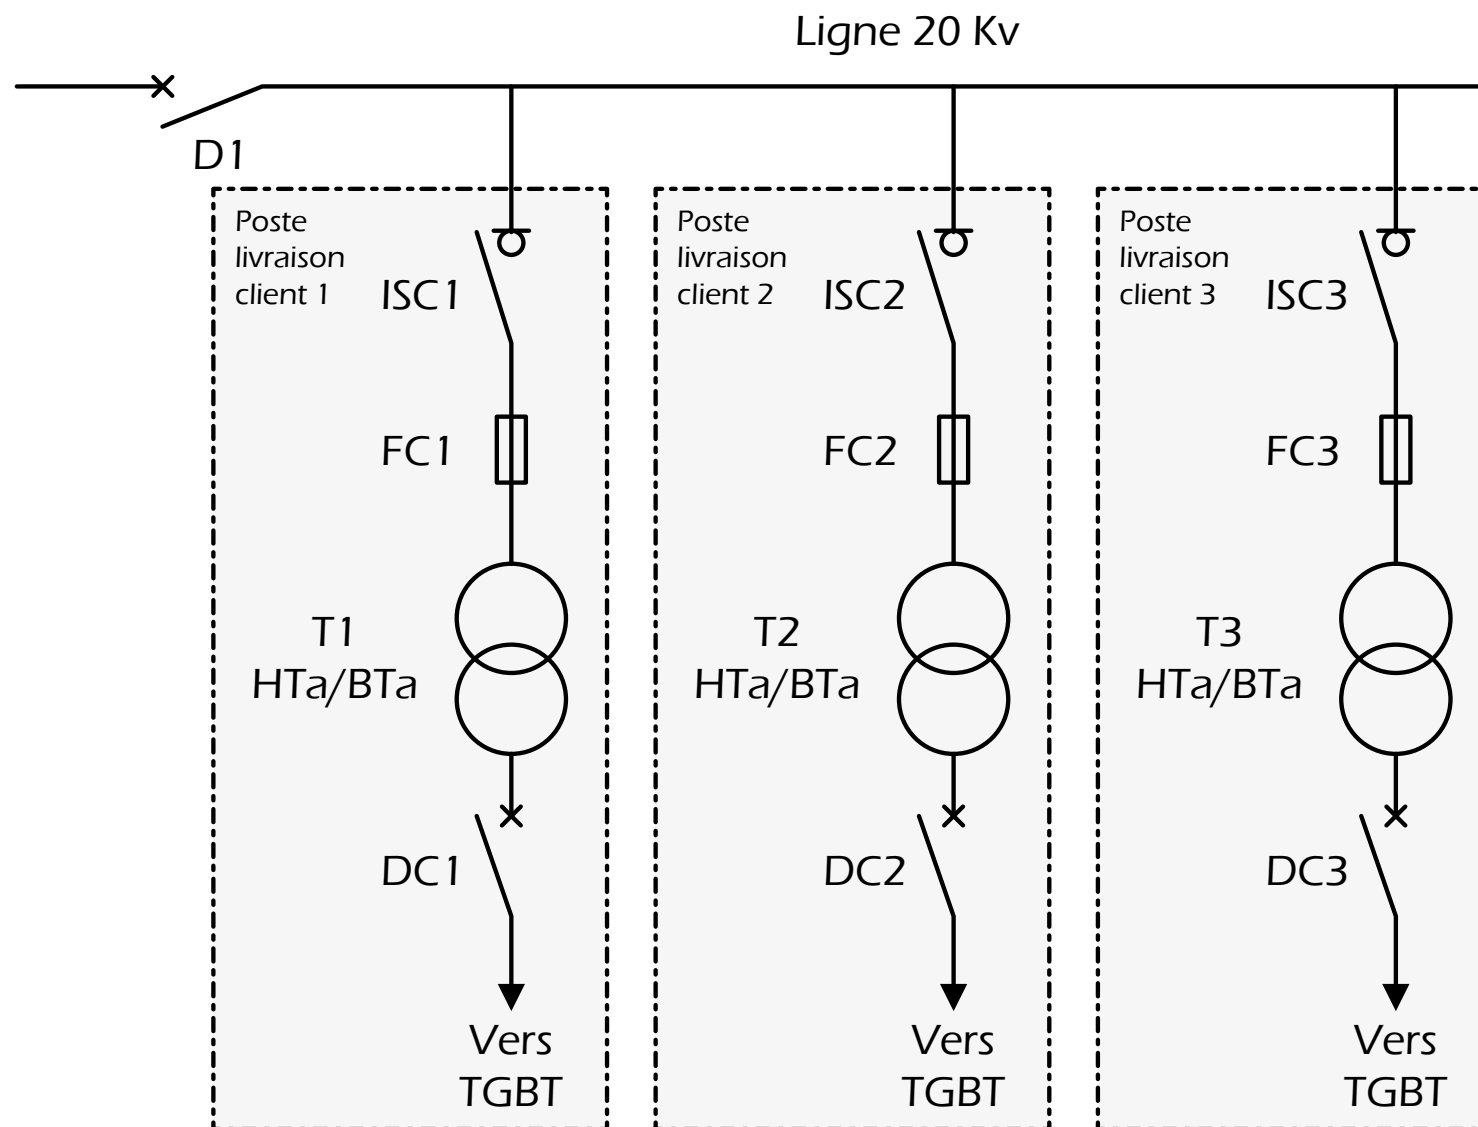 Ligne 20 Kv
D1
Poste
livraison
client 1
ISC1
FC1
T1
HTa/BTa
DC1
Vers
TGBT
Poste
livraison
client 2
ISC2
FC2
T2
HTa/BTa
DC2
Vers
TGBT
Poste
livraison
client 3
ISC3
FC3
T3
HTa/BTa
DC3
Vers
TGBT